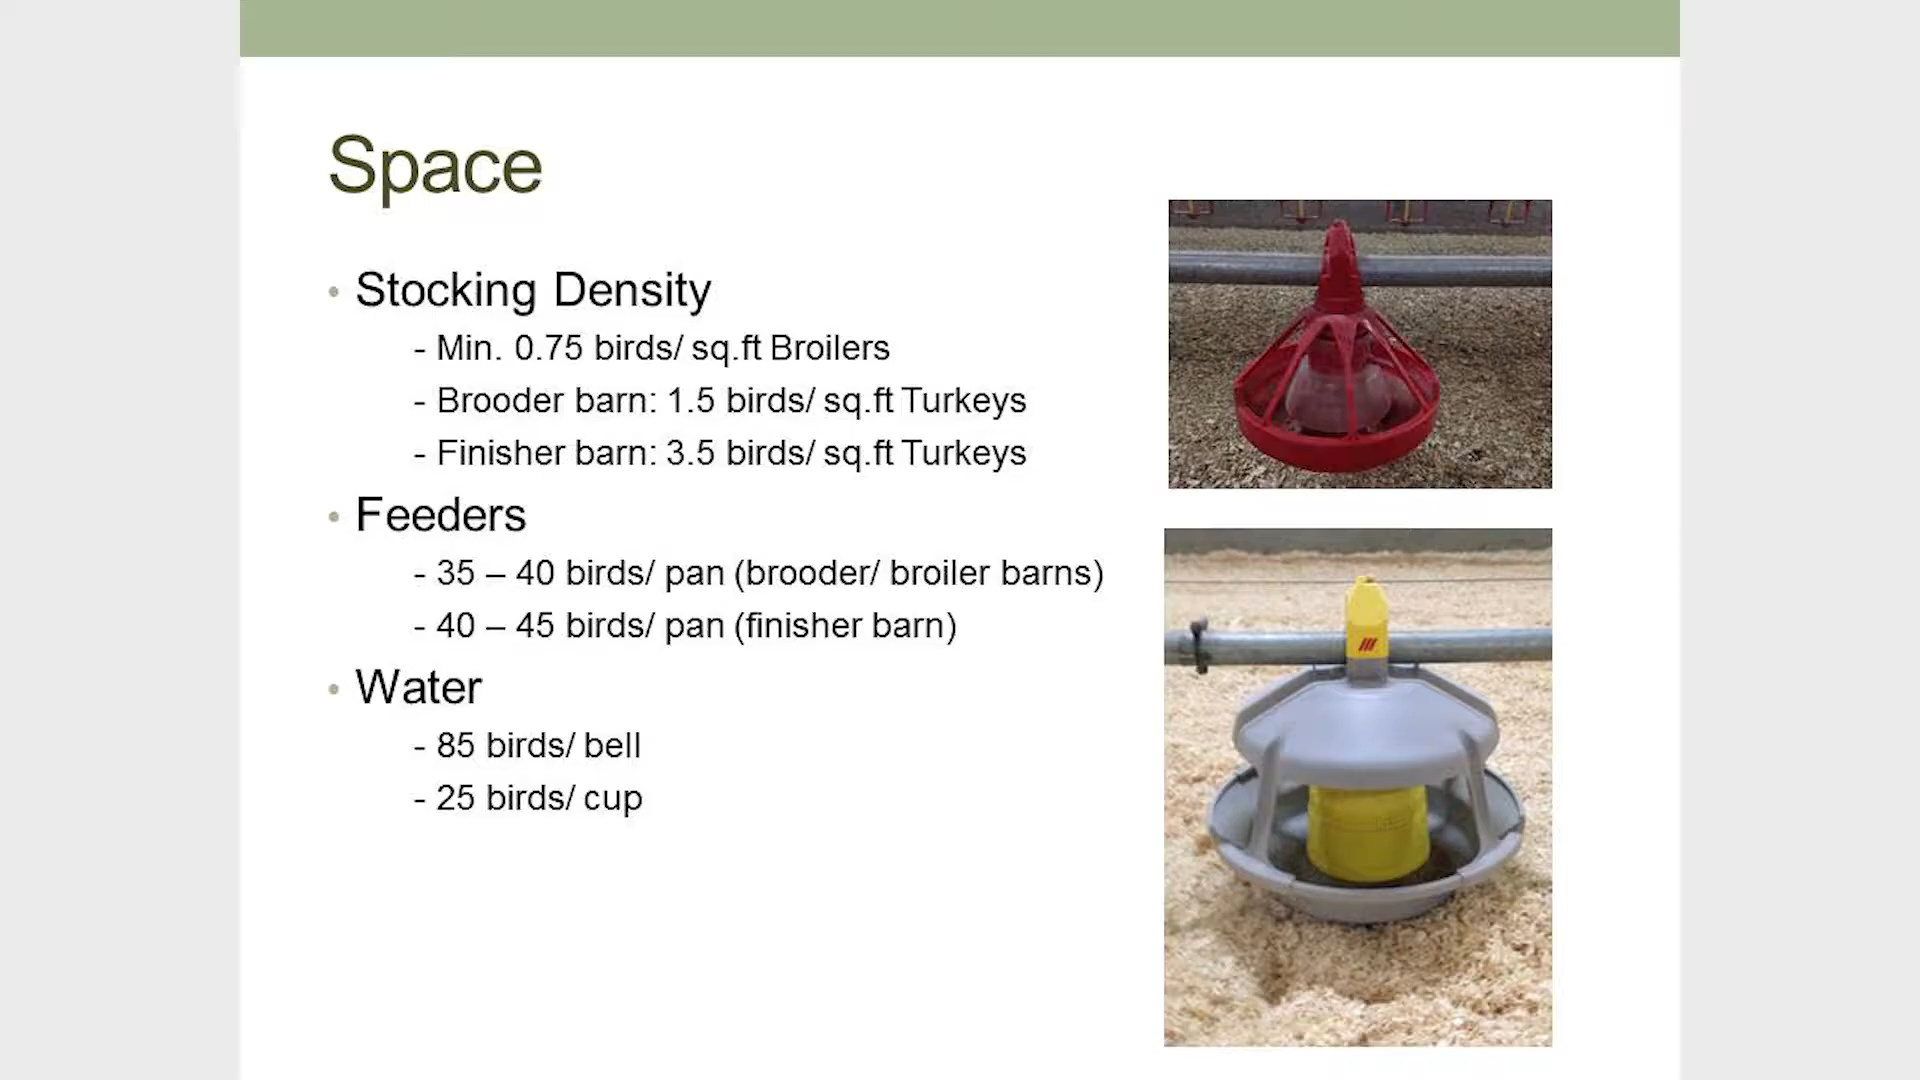 Space
• Stocking Density
- Min. 0.75 birds/ sq.ft Broilers
- Brooder barn: 1.5 birds/ sq.ft Turkeys
- Finisher barn: 3.5 birds/ sq.ft Turkeys
• Feeders
- 35 – 40 birds/ pan (brooder/ broiler barns)
- 40 – 45 birds/ pan (finisher barn)
• Water
- 85 birds/ bell
- 25 birds/ cup